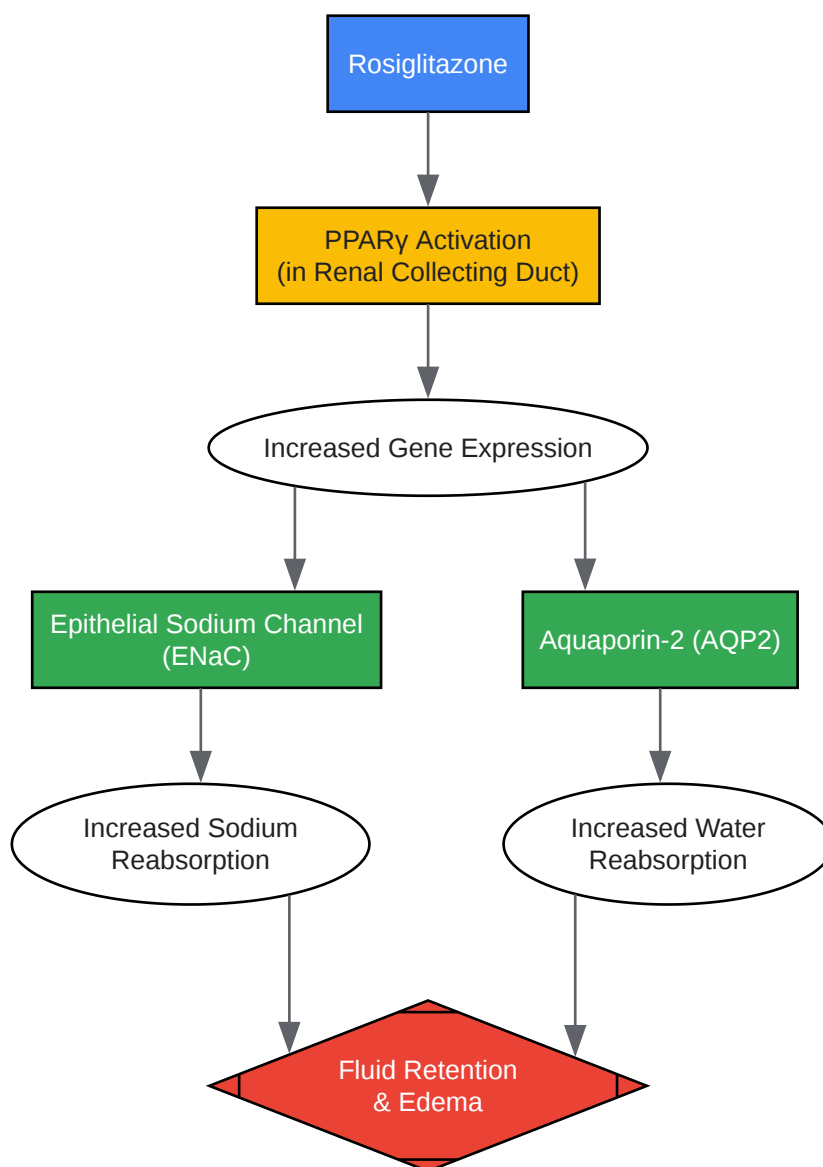 Rosiglitazone
PPARγ Activation
(in Renal Collecting Duct)
Increased Gene Expression
Epithelial Sodium Channel
(ENaC)
Aquaporin-2 (AQP2)
Increased Sodium
Reabsorption
Increased Water
Reabsorption
Fluid Retention
& Edema